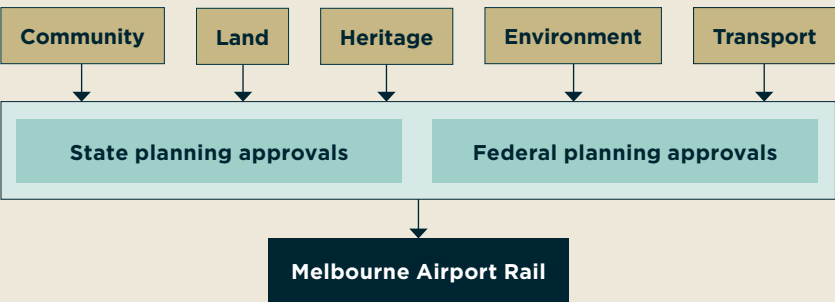 Community
Land
Heritage
Environment
Transport
State planning approvals
Federal planning approvals
Melbourne Airport Rail